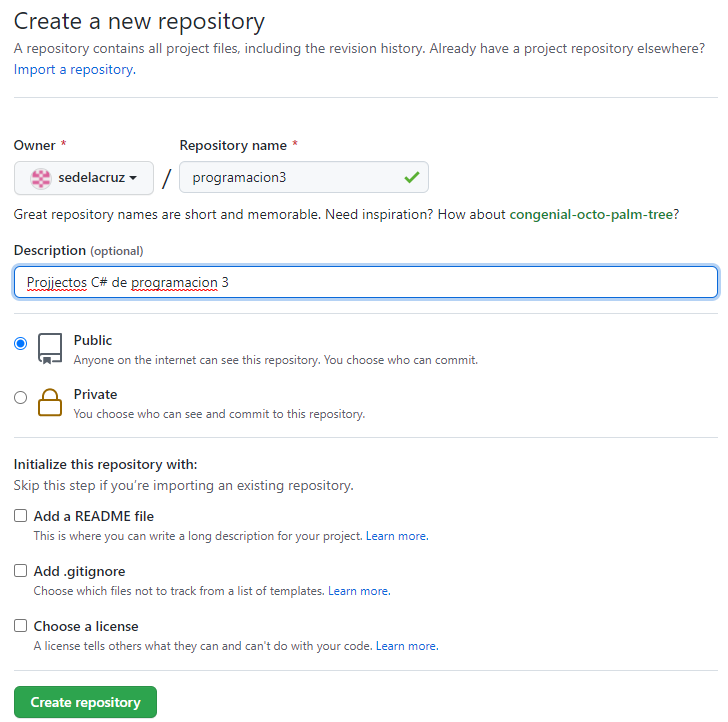 Create a new repository
A repository contains all project files, including the revision history. Already have a project repository elsewhere?
Import a repository.
Owner * Repository name *
sedelacruz / programacion3
Great repository names are short and memorable. Need inspiration? How about congenial-octo-palm-tree?
Description (optional)
Projjectos C# de programacion 3
Public
Anyone on the internet can see this repository. You choose who can commit.
Private
You choose who can see and commit to this repository.
Initialize this repository with:
Skip this step if you're importing an existing repository.
Add a README file
This is where you can write a long description for your project. Learn more.
Add .gitignore
Choose which files not to track from a list of templates. Learn more.
Choose a license
A license tells others what they can and can't do with your code. Learn more.
Create repository